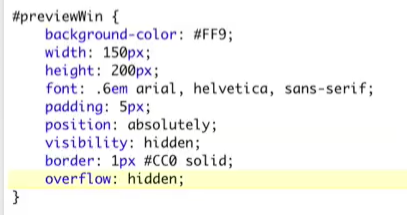 #previewWin {
background-color: #FF9;
width: 150px;
height: 200px;
font: .6em arial, helvetica, sans-serif;
padding: 5px;
position: absolutely;
visibility: hidden;
border: 1px #CC0 solid;
overflow: hidden;
}